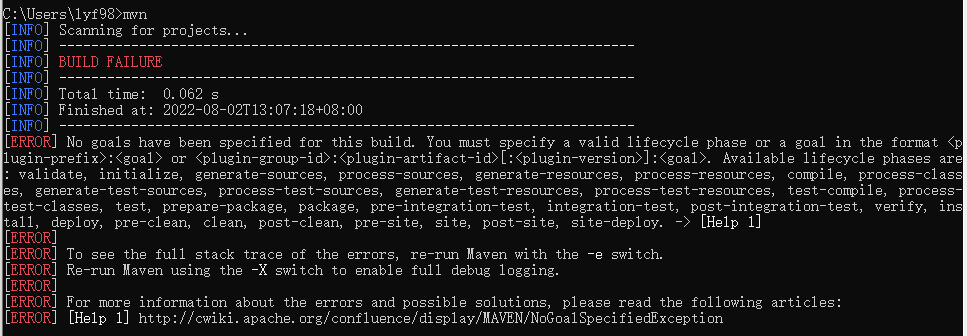 C:\Users\lyf98>mvn
[INFO] Scanning for projects...
[INFO] ------------------------------------------------------------------------
[INFO] BUILD FAILURE
[INFO] ------------------------------------------------------------------------
[INFO] Total time:  0.062 s
[INFO] Finished at: 2022-08-02T13:07:18+08:00
[INFO] ------------------------------------------------------------------------
[ERROR] No goals have been specified for this build. You must specify a valid lifecycle phase or a goal in the format <p
lugin-prefix>:<goal> or <plugin-group-id>:<plugin-artifact-id>[:<plugin-version>]:<goal>. Available lifecycle phases are
: validate, initialize, generate-sources, process-sources, generate-resources, process-resources, compile, process-class
es, generate-test-sources, process-test-sources, generate-test-resources, process-test-resources, test-compile, process-
test-classes, test, prepare-package, package, pre-integration-test, integration-test, post-integration-test, verify, ins
tall, deploy, pre-clean, clean, post-clean, pre-site, site, post-site, site-deploy. -> [Help 1]
[ERROR]
[ERROR] To see the full stack trace of the errors, re-run Maven with the -e switch.
[ERROR] Re-run Maven using the -X switch to enable full debug logging.
[ERROR]
[ERROR] For more information about the errors and possible solutions, please read the following articles:
[ERROR] [Help 1] http://cwiki.apache.org/confluence/display/MAVEN/NoGoalSpecifiedException